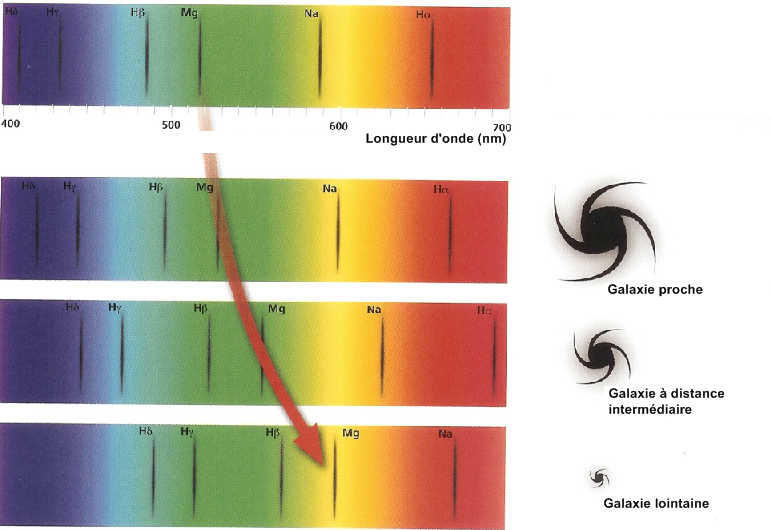 Hδ Hγ Hβ Mg Na Hα
400 500 600 700
Longueur d'onde (nm)
Hδ Hγ Hβ Mg Na Hα
Galaxie proche
Hδ Hγ Hβ Mg Na Hα
Galaxie à distance
intermédiaire
Hδ Hγ Hβ Mg Na
Galaxie lointaine